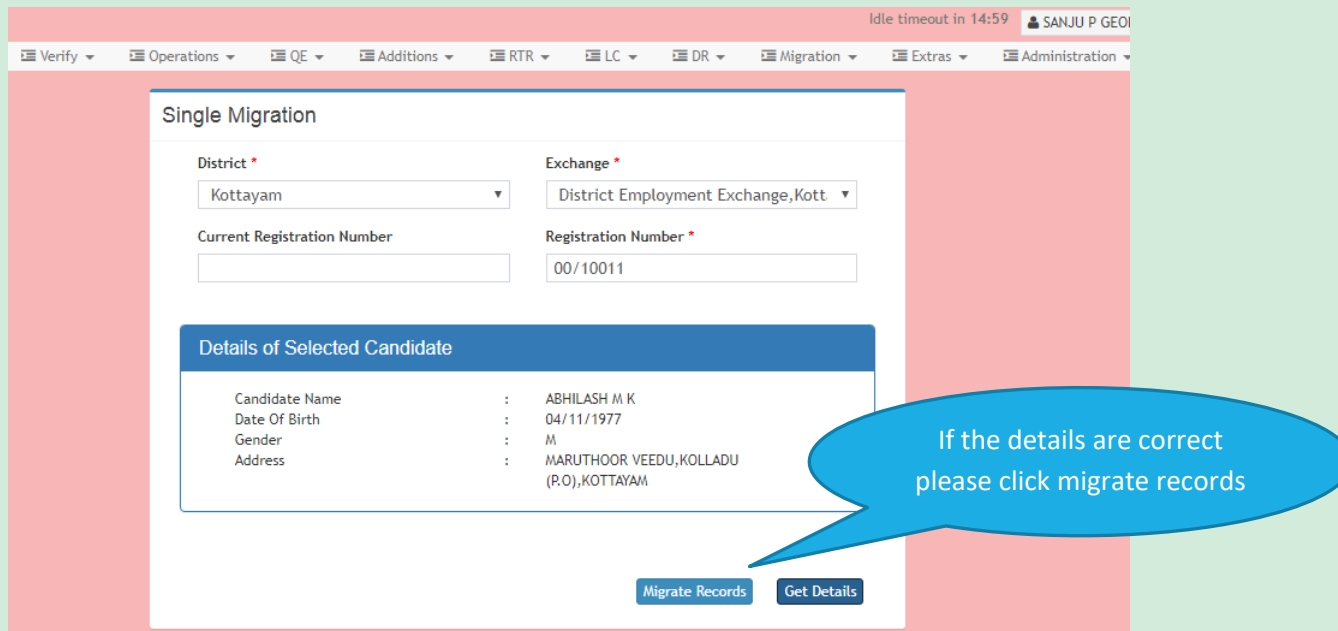 Idle timeout in 14:59 SANJU P GEO
Verify Operations QE Additions RTR LC DR Migration Extras Administration
Single Migration
District * Exchange *
Kottayam District Employment Exchange,Kott
Current Registration Number Registration Number *
00/10011
Details of Selected Candidate
Candidate Name : ABHILASH M K
Date Of Birth : 04/11/1977
Gender : M
Address : MARUTHOOR VEEDU,KOLLADU
(P.O),KOTTAYAM
If the details are correct
please click migrate records
Migrate Records Get Details